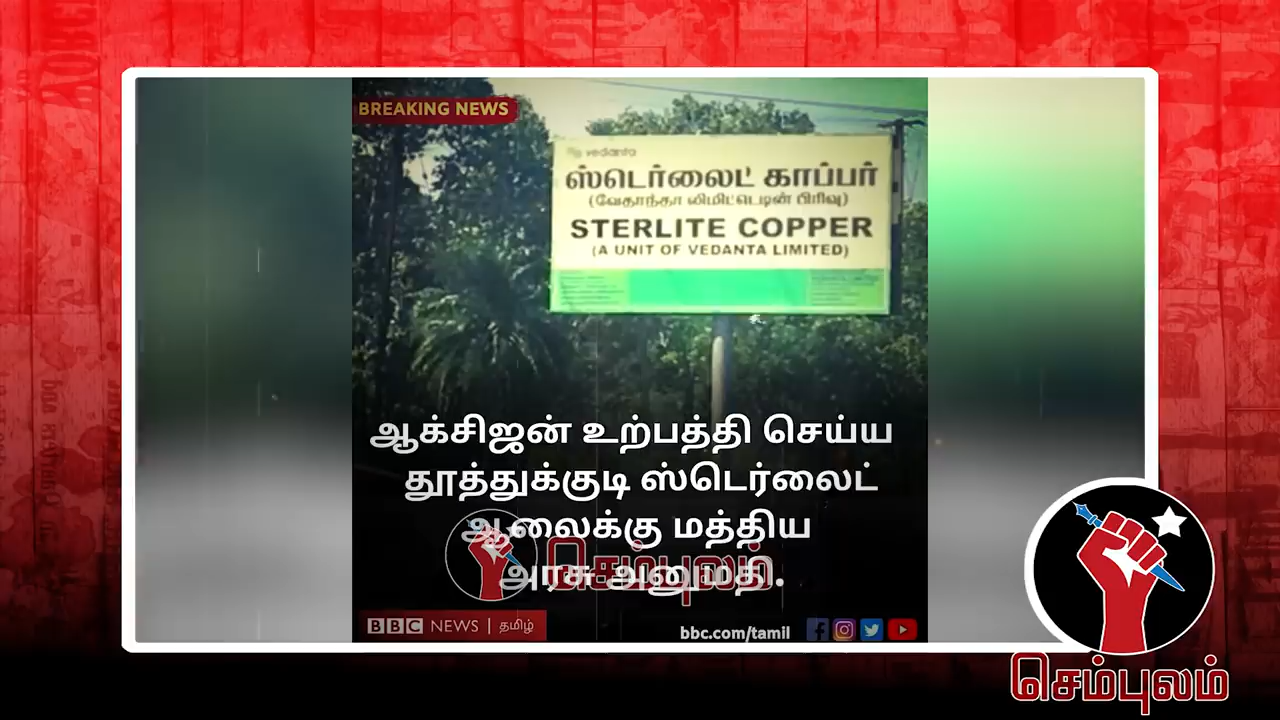 BREAKING NEWS
vedanta
ஸ்டெர்லைட் காப்பர்
(வேதாந்தா லிமிட்டெடின் பிரிவு)
STERLITE COPPER
(A UNIT OF VEDANTA LIMITED)
ஆக்சிஜன் உற்பத்தி செய்ய
தூத்துக்குடி ஸ்டெர்லைட்
ஆலைக்கு மத்திய
அரசு அனுமதி.
செம்புலம்
BBC NEWS | தமிழ்
bbc.com/tamil
செம்புலம்